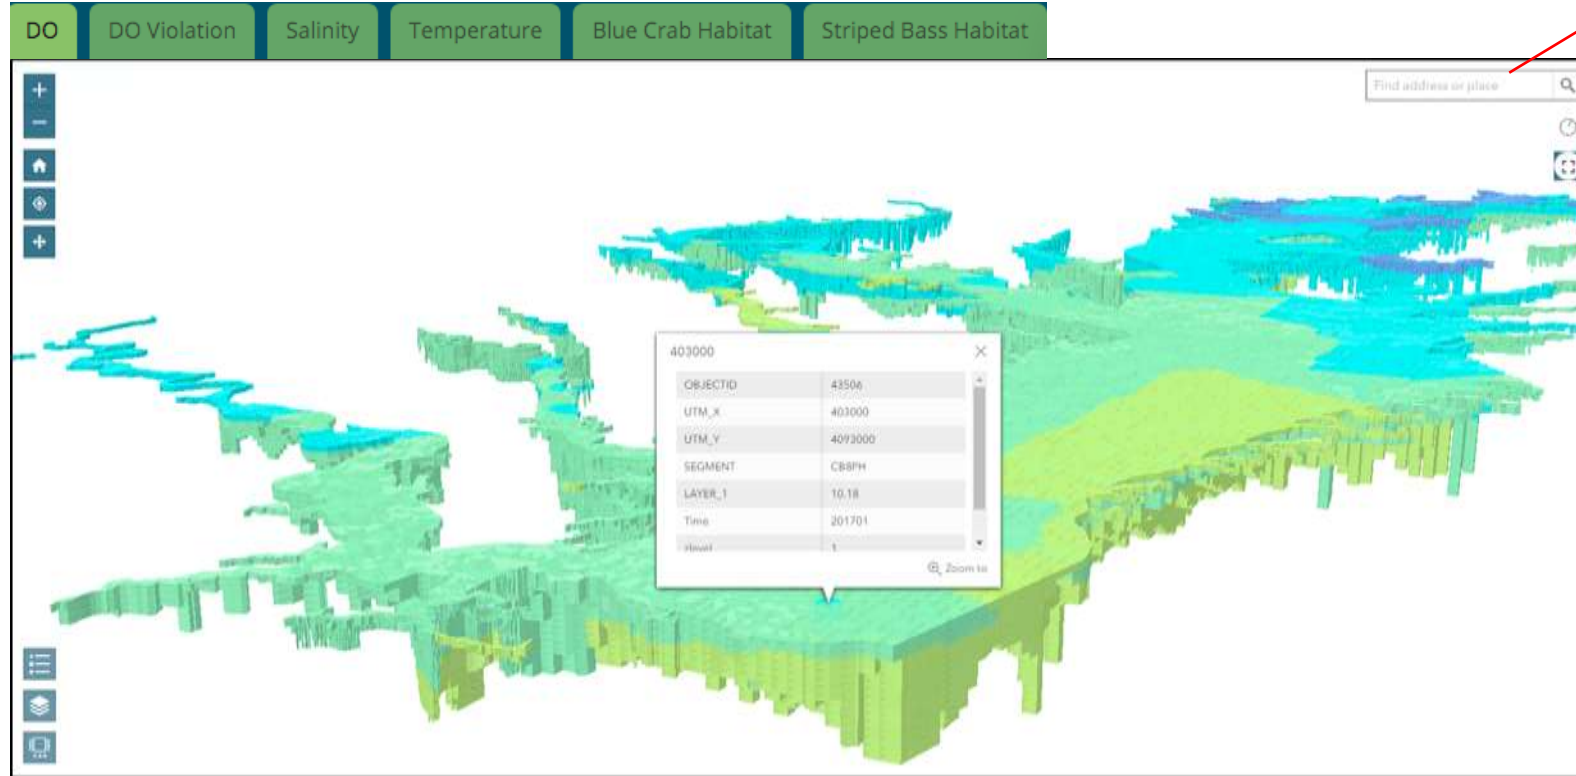 DO DO Violation Salinity Temperature Blue Crab Habitat Striped Bass Habitat
Find address or place
403000
OBJECTID 43506
UTM_X 403000
UTM_Y 4093000
SEGMENT CB8PH
LAYER_1 10.18
Time 201701
1
Zoom to